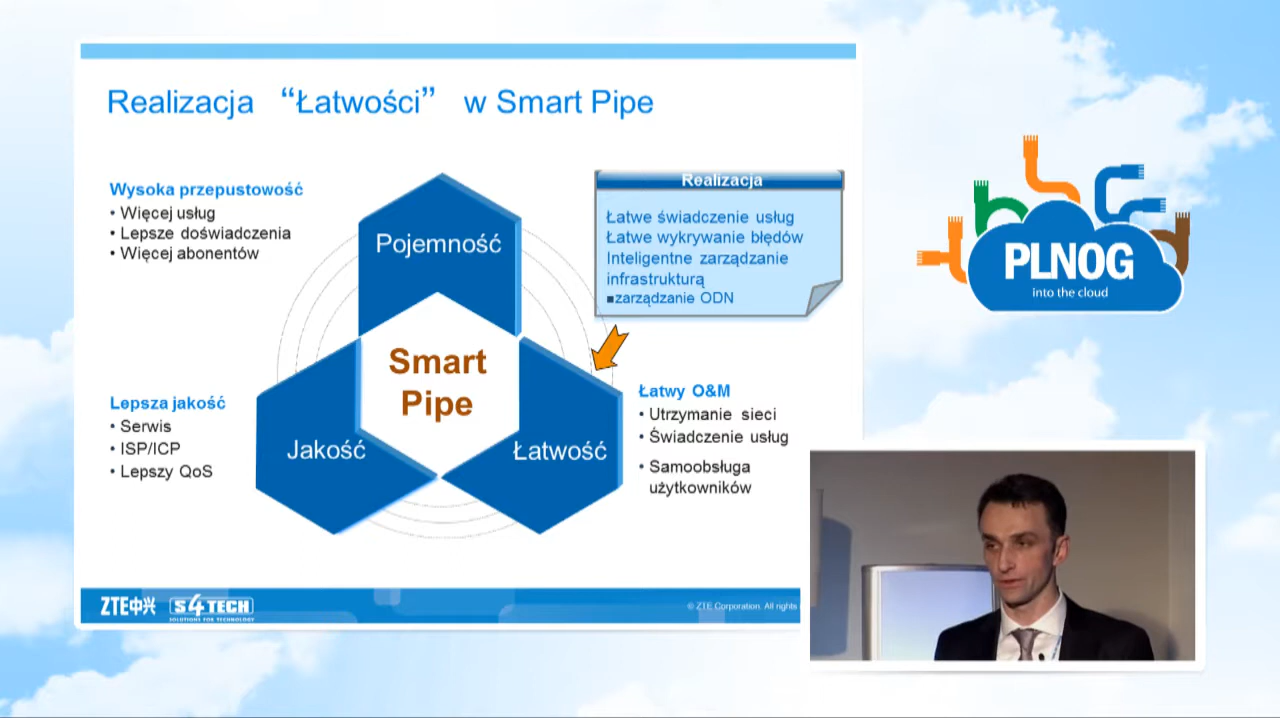 Realizacja “Łatwości” w Smart Pipe
Wysoka przepustowość
• Więcej usług
• Lepsze doświadczenia
• Więcej abonentów
Pojemność
Realizacja
Łatwe świadczenie usług
Łatwe wykrywanie błędów
Inteligentne zarządzanie
infrastrukturą
■zarządzanie ODN
Smart
Pipe
Lepsza jakość
• Serwis
• ISP/ICP
• Lepszy QoS
Jakość
Łatwość
Łatwy O&M
• Utrzymanie sieci
• Świadczenie usług
• Samoobsługa
użytkowników
ZTE中兴
S4TECH
SOLUTIONS FOR TECHNOLOGY
© ZTE Corporation. All rights
PLNOG
into the cloud